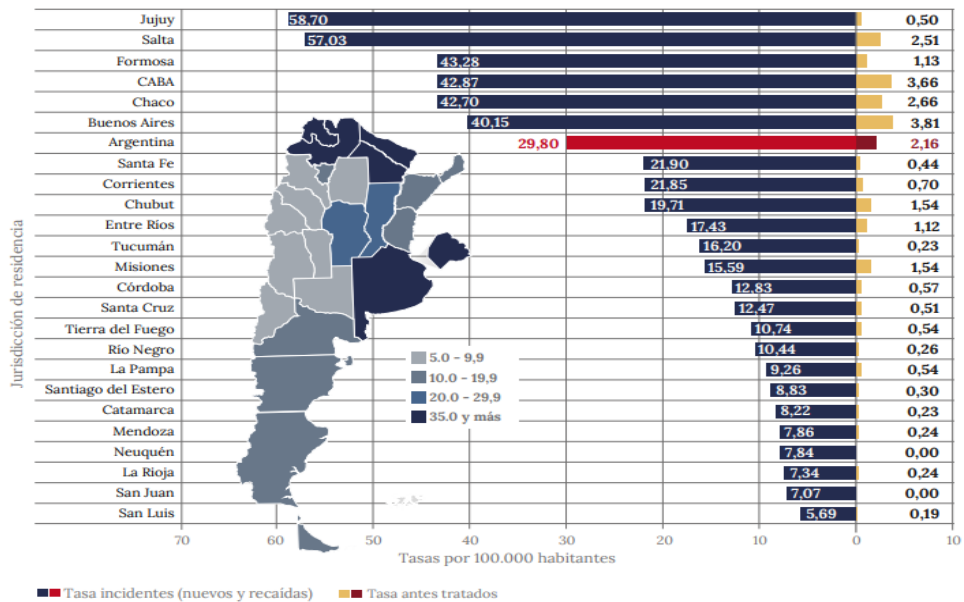 Jurisdicción de residencia
Jujuy 58,70 0,50
Salta 57,03 2,51
Formosa 43,28 1,13
CABA 42,87 3,66
Chaco 42,70 2,66
Buenos Aires 40,15 3,81
Argentina 29,80 2,16
Santa Fe 21,90 0,44
Corrientes 21,85 0,70
Chubut 19,71 1,54
Entre Ríos 17,43 1,12
Tucumán 16,20 0,23
Misiones 15,59 1,54
Córdoba 12,83 0,57
Santa Cruz 12,47 0,51
Tierra del Fuego 10,74 0,54
Río Negro 10,44 0,26
La Pampa 9,26 0,54
Santiago del Estero 8,83 0,30
Catamarca 8,22 0,23
Mendoza 7,86 0,24
Neuquén 7,84 0,00
La Rioja 7,34 0,24
San Juan 7,07 0,00
San Luis 5,69 0,19
5.0 - 9,9
10.0 - 19,9
20.0 - 29,9
35.0 y más
70 60 50 40 30 20 10 0 10
Tasas por 100.000 habitantes
Tasa incidentes (nuevos y recaídas) Tasa antes tratados